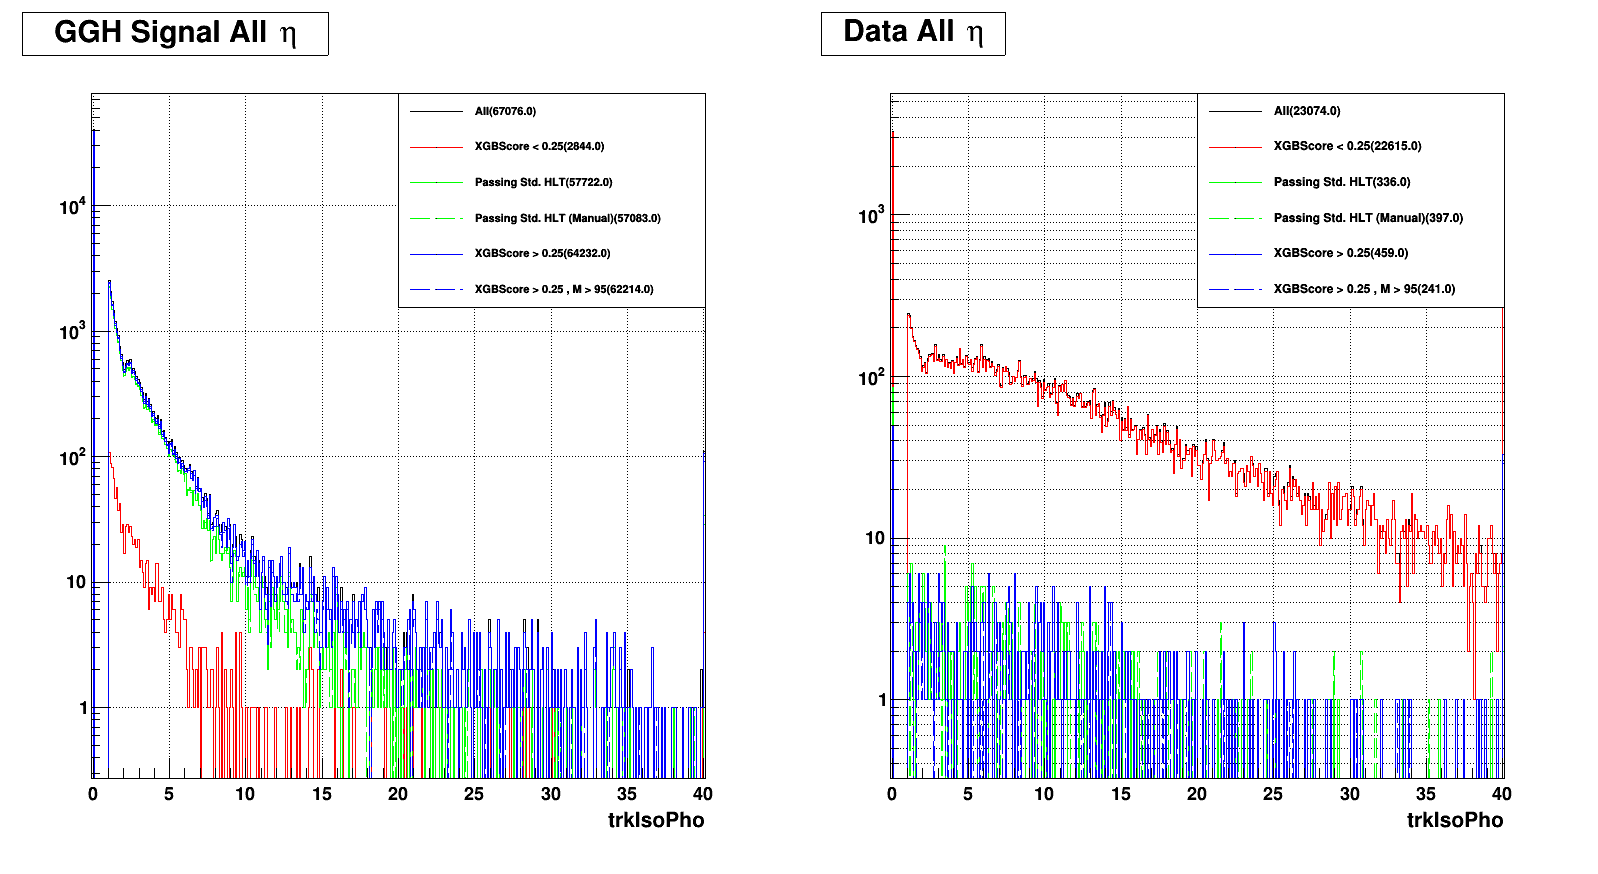 GGH Signal All η
All(67076.0)
XGBScore < 0.25(2844.0)
Passing Std. HLT(57722.0)
Passing Std. HLT (Manual)(57083.0)
XGBScore > 0.25(64232.0)
XGBScore > 0.25 , M > 95(62214.0)
10^4
10^3
10^2
10
1
0 5 10 15 20 25 30 35 40
trkIsoPho
Data All η
All(23074.0)
XGBScore < 0.25(22615.0)
Passing Std. HLT(336.0)
Passing Std. HLT (Manual)(397.0)
XGBScore > 0.25(459.0)
XGBScore > 0.25 , M > 95(241.0)
10^3
10^2
10
1
0 5 10 15 20 25 30 35 40
trkIsoPho